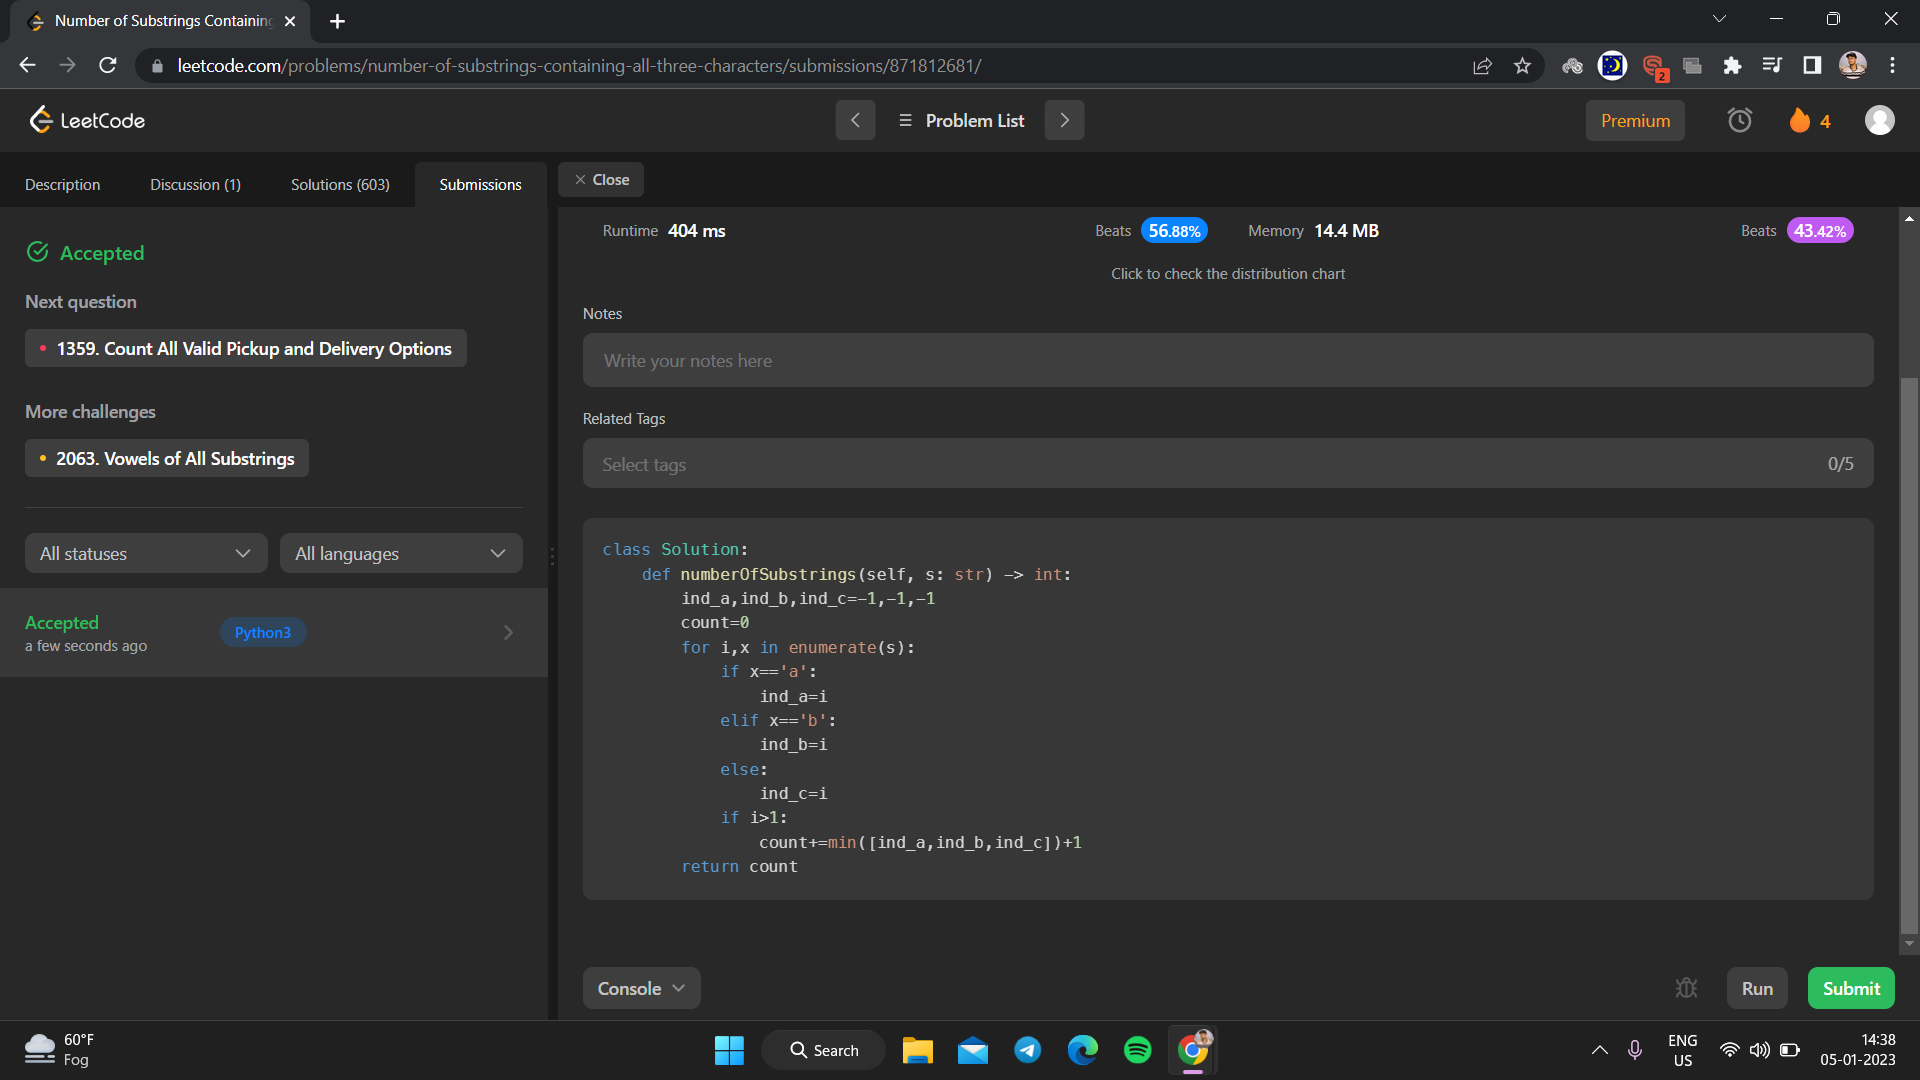 Number of Substrings Containing
leetcode.com/problems/number-of-substrings-containing-all-three-characters/submissions/871812681/
2
LeetCode
Problem List
Premium
4
Description
Discussion (1)
Solutions (603)
Submissions
Close
Accepted
Next question
1359. Count All Valid Pickup and Delivery Options
More challenges
2063. Vowels of All Substrings
All statuses
All languages
Accepted
a few seconds ago
Python3
Runtime 404 ms
Beats 56.88%
Memory 14.4 MB
Beats 43.42%
Click to check the distribution chart
Notes
Write your notes here
Related Tags
Select tags
0/5
class Solution:
    def numberOfSubstrings(self, s: str) -> int:
        ind_a,ind_b,ind_c=-1,-1,-1
        count=0
        for i,x in enumerate(s):
            if x=='a':
                ind_a=i
            elif x=='b':
                ind_b=i
            else:
                ind_c=i
            if i>1:
                count+=min([ind_a,ind_b,ind_c])+1
        return count
Console
Run
Submit
60°F
Fog
Search
ENG
US
14:38
05-01-2023